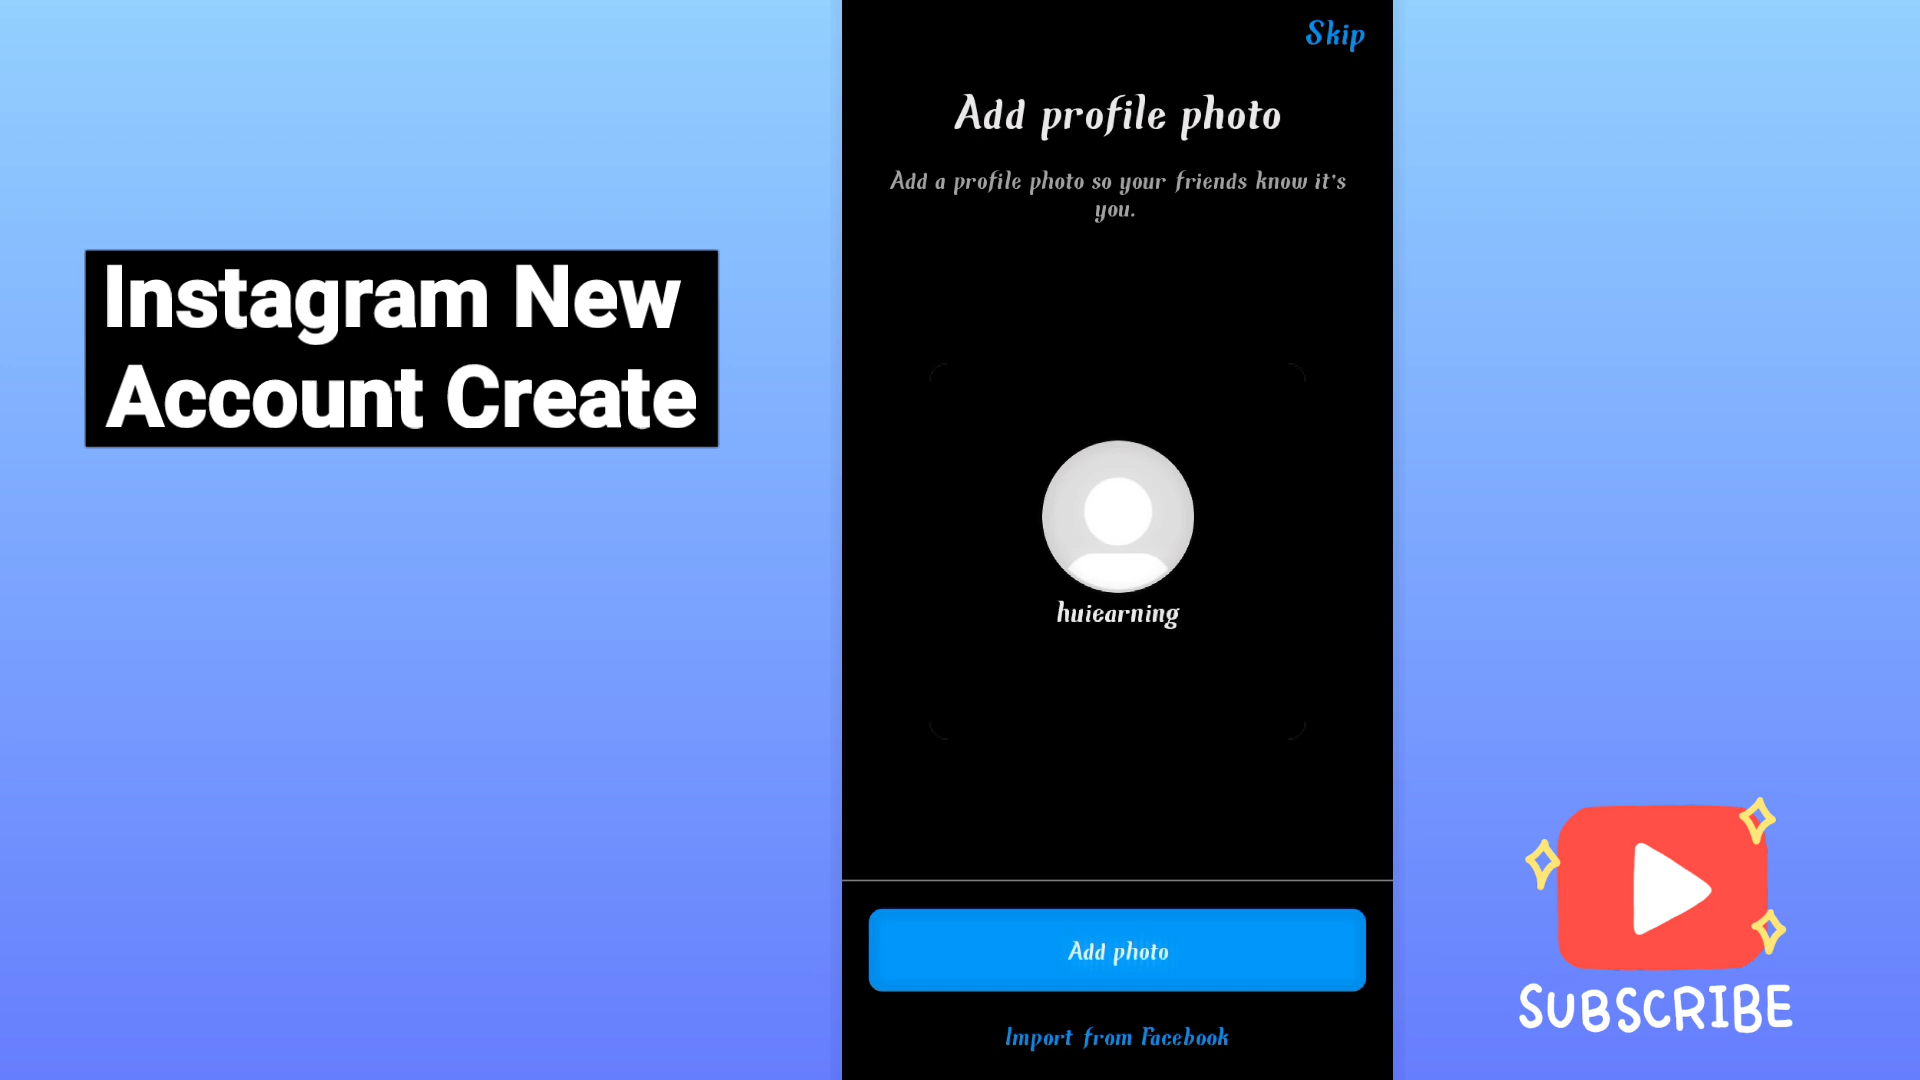 Instagram New
Account Create
Skip
Add profile photo
Add a profile photo so your friends know it's
you.
huiearning
Add photo
Import from Facebook
SUBSCRIBE